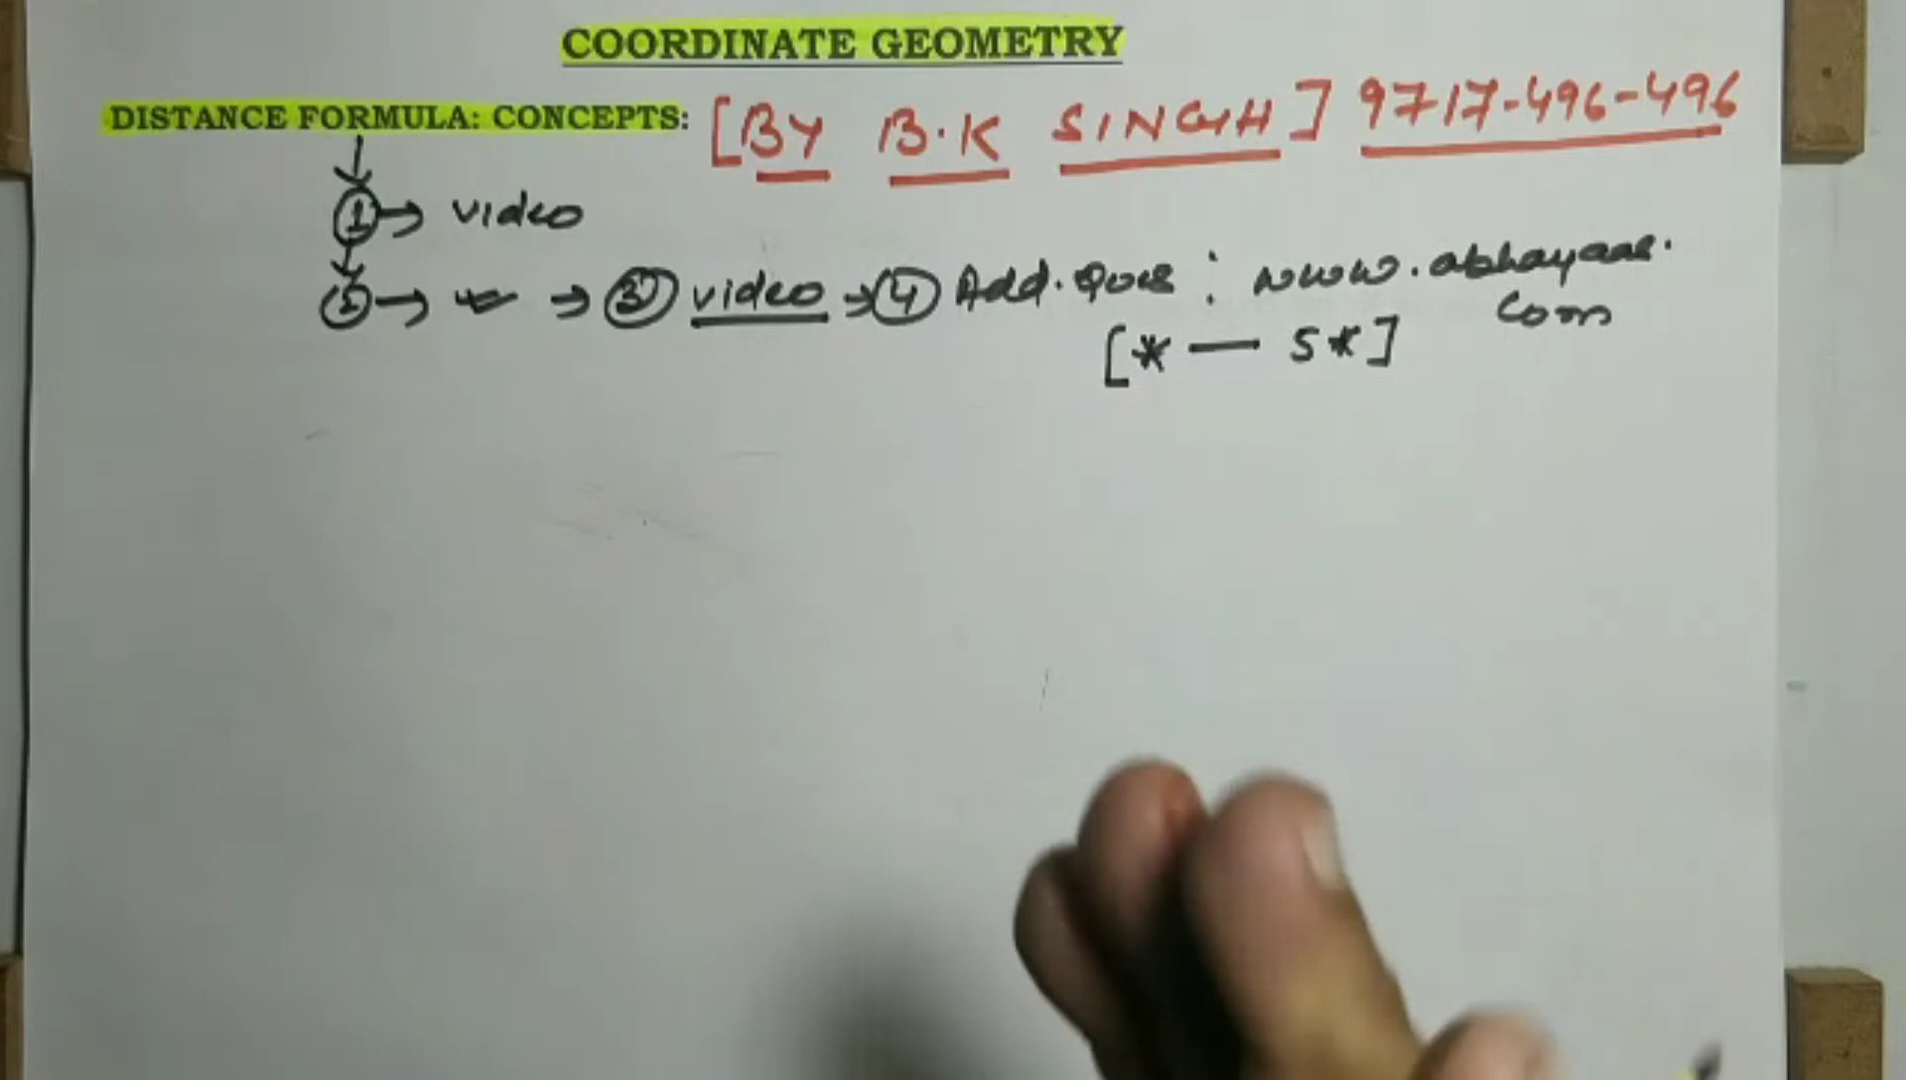 COORDINATE GEOMETRY
DISTANCE FORMULA: CONCEPTS: [BY B.K SINGH] 9717-496-496
① → video
② → → ③ video → ④ Add. Ques : www.abhayaas.
com
[* — 5*]